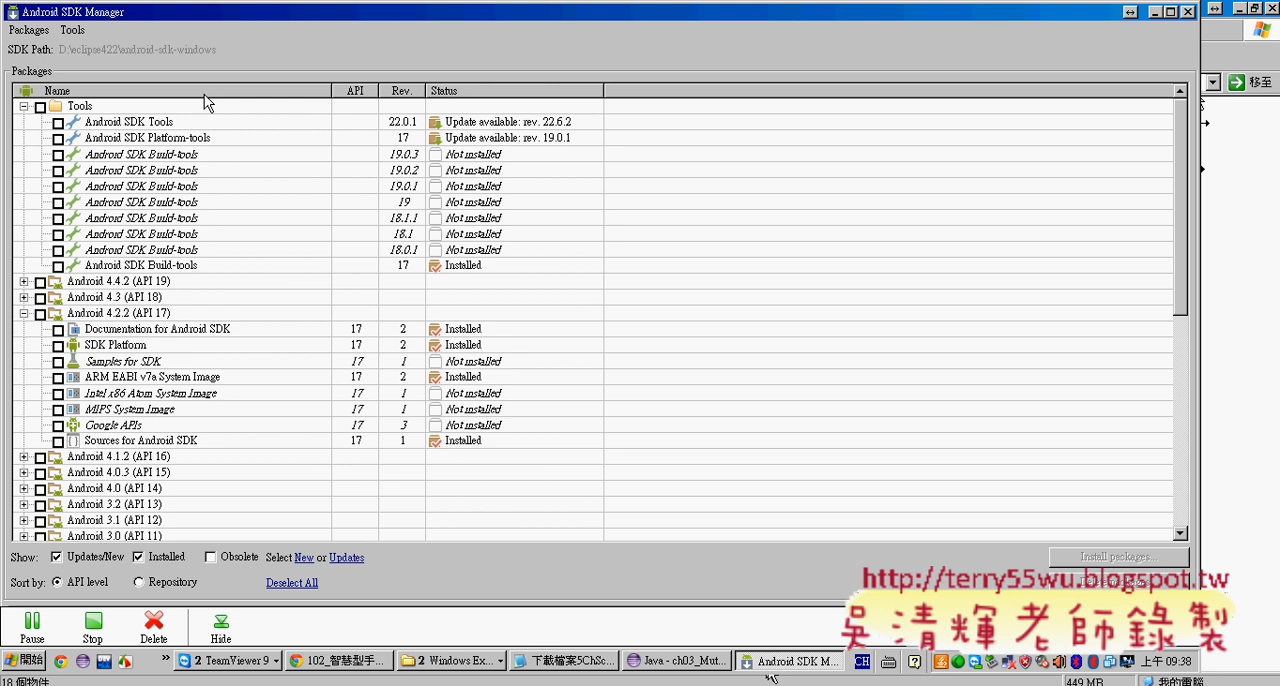 Android SDK Manager
Packages Tools
SDK Path: D:\eclipse422\android-sdk-windows
移至
Packages
Name API Rev. Status
Tools
Android SDK Tools 22.0.1 Update available: rev. 22.6.2
Android SDK Platform-tools 17 Update available: rev. 19.0.1
Android SDK Build-tools 19.0.3 Not installed
Android SDK Build-tools 19.0.2 Not installed
Android SDK Build-tools 19.0.1 Not installed
Android SDK Build-tools 19 Not installed
Android SDK Build-tools 18.1.1 Not installed
Android SDK Build-tools 18.1 Not installed
Android SDK Build-tools 18.0.1 Not installed
Android SDK Build-tools 17 Installed
Android 4.4.2 (API 19)
Android 4.3 (API 18)
Android 4.2.2 (API 17)
Documentation for Android SDK 17 2 Installed
SDK Platform 17 2 Installed
Samples for SDK 17 1 Not installed
ARM EABI v7a System Image 17 2 Installed
Intel x86 Atom System Image 17 1 Not installed
MIPS System Image 17 1 Not installed
Google APIs 17 3 Not installed
Sources for Android SDK 17 1 Installed
Android 4.1.2 (API 16)
Android 4.0.3 (API 15)
Android 4.0 (API 14)
Android 3.2 (API 13)
Android 3.1 (API 12)
Android 3.0 (API 11)
Show: Updates/New Installed Obsolete Select New or Updates Install packages...
Sort by: API level Repository Deselect All
http://terry55wu.blogspot.tw
吳清輝老師錄製
Pause Stop Delete Hide
開始 » 2 TeamViewer 9 102_智慧型手... 2 Windows Ex... 下載檔案5ChSc... Java - ch03_Mut... Android SDK M... CH 上午 09:38
18 個物件 449 MB 我的電腦